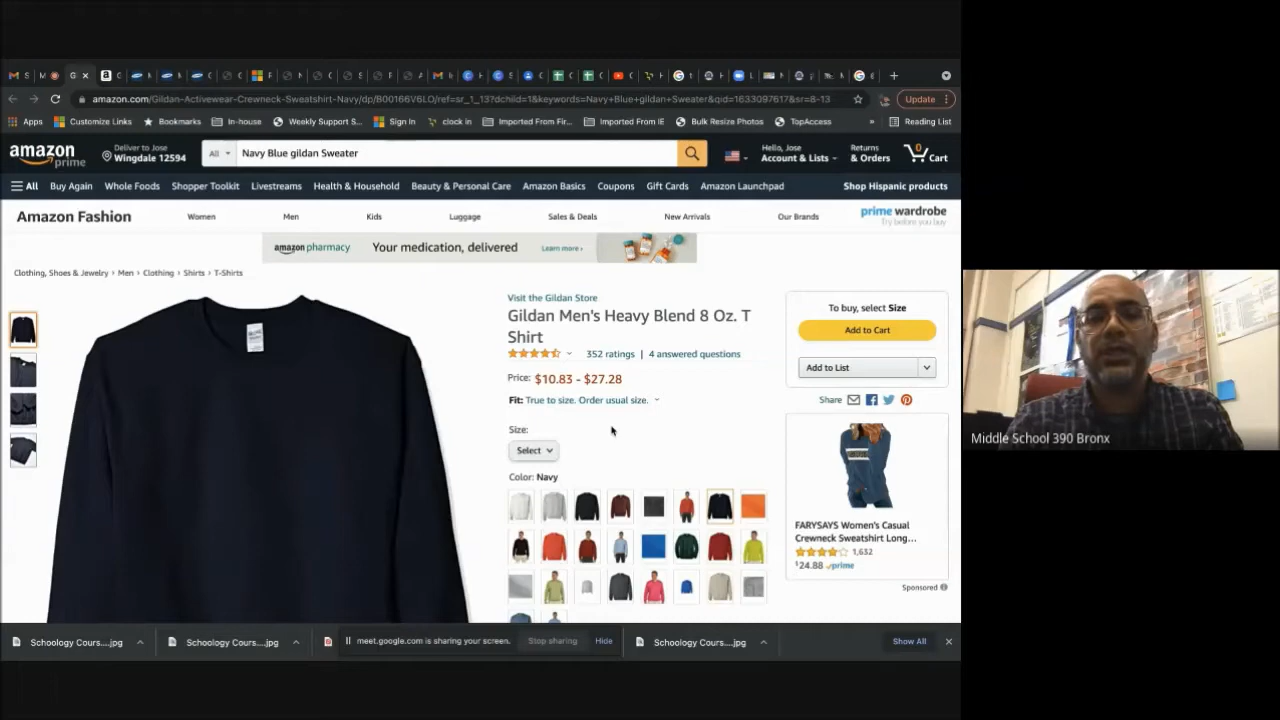 amazon.com/Gildan-Activewear-Crewneck-Sweatshirt-Navy/dp/B00166V6LO/ref=sr_1_13?dchild=1&keywords=Navy+Blue+gildan+Sweater&qid=1633097617&sr=8-13
Update
Apps
Customize Links
Bookmarks
In-house
Weekly Support S...
Sign In
clock in
Imported From Fir...
Imported From IE
Bulk Resize Photos
TopAccess
»
Reading List
amazon
prime
Deliver to Jose
Wingdale 12594
All
Navy Blue gildan Sweater
Hello, Jose
Account & Lists
Returns
& Orders
0
Cart
All
Buy Again
Whole Foods
Shopper Toolkit
Livestreams
Health & Household
Beauty & Personal Care
Amazon Basics
Coupons
Gift Cards
Amazon Launchpad
Shop Hispanic products
Amazon Fashion
Women
Men
Kids
Luggage
Sales & Deals
New Arrivals
Our Brands
prime wardrobe
Try before you buy
amazon pharmacy
Your medication, delivered
Learn more ›
Clothing, Shoes & Jewelry › Men › Clothing › Shirts › T-Shirts
Visit the Gildan Store
Gildan Men's Heavy Blend 8 Oz. T
Shirt
352 ratings | 4 answered questions
Price: $10.83 - $27.28
Fit: True to size. Order usual size.
Size:
Select
Color: Navy
To buy, select Size
Add to Cart
Add to List
Share
FARYSAYS Women's Casual
Crewneck Sweatshirt Long...
1,632
$24.88 prime
Sponsored
Middle School 390 Bronx
Schoology Cours....jpg
Schoology Cours....jpg
meet.google.com is sharing your screen.
Stop sharing
Hide
Schoology Cours....jpg
Show All